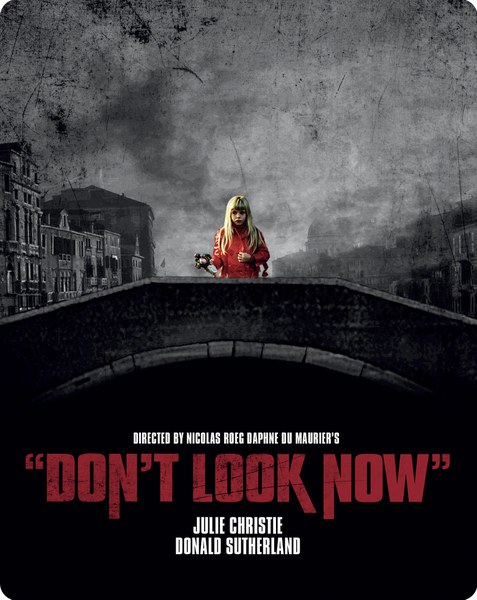 DIRECTED BY NICOLAS ROEG DAPHNE DU MAURIER'S
"DON'T LOOK NOW"
JULIE CHRISTIE
DONALD SUTHERLAND